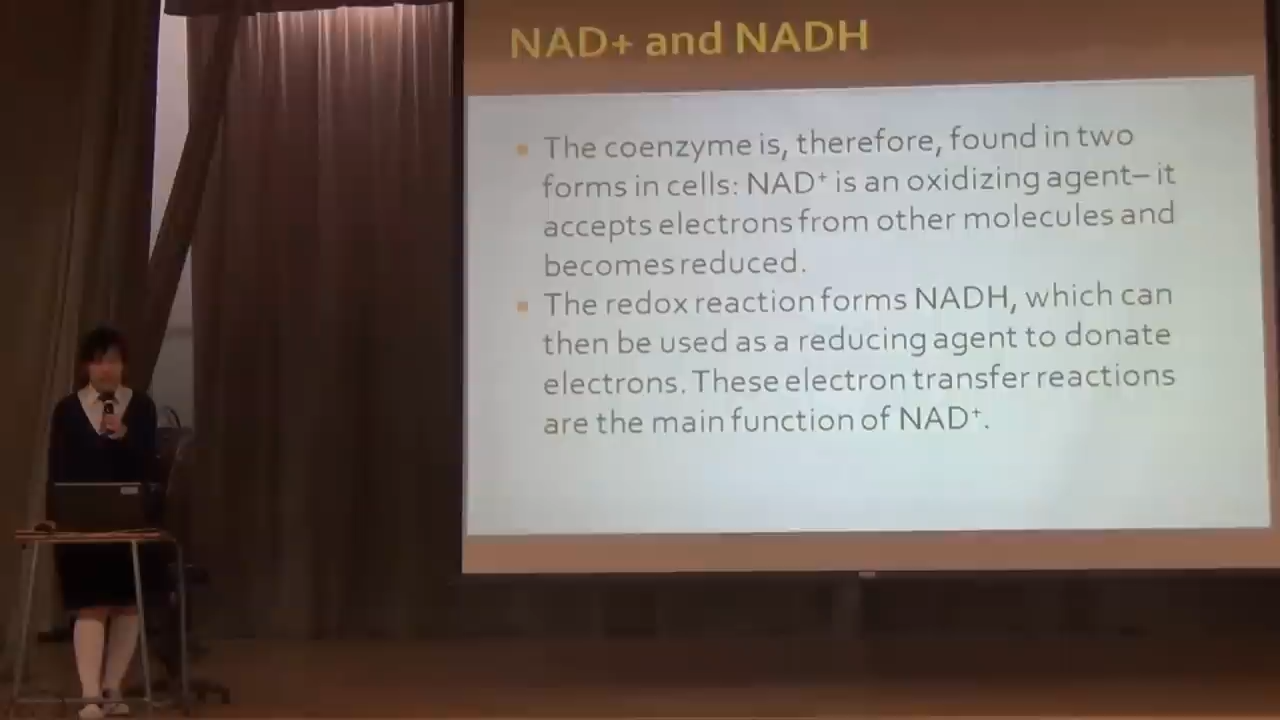 NAD+ and NADH
The coenzyme is, therefore, found in two
forms in cells: NAD⁺ is an oxidizing agent– it
accepts electrons from other molecules and
becomes reduced.
The redox reaction forms NADH, which can
then be used as a reducing agent to donate
electrons. These electron transfer reactions
are the main function of NAD⁺.